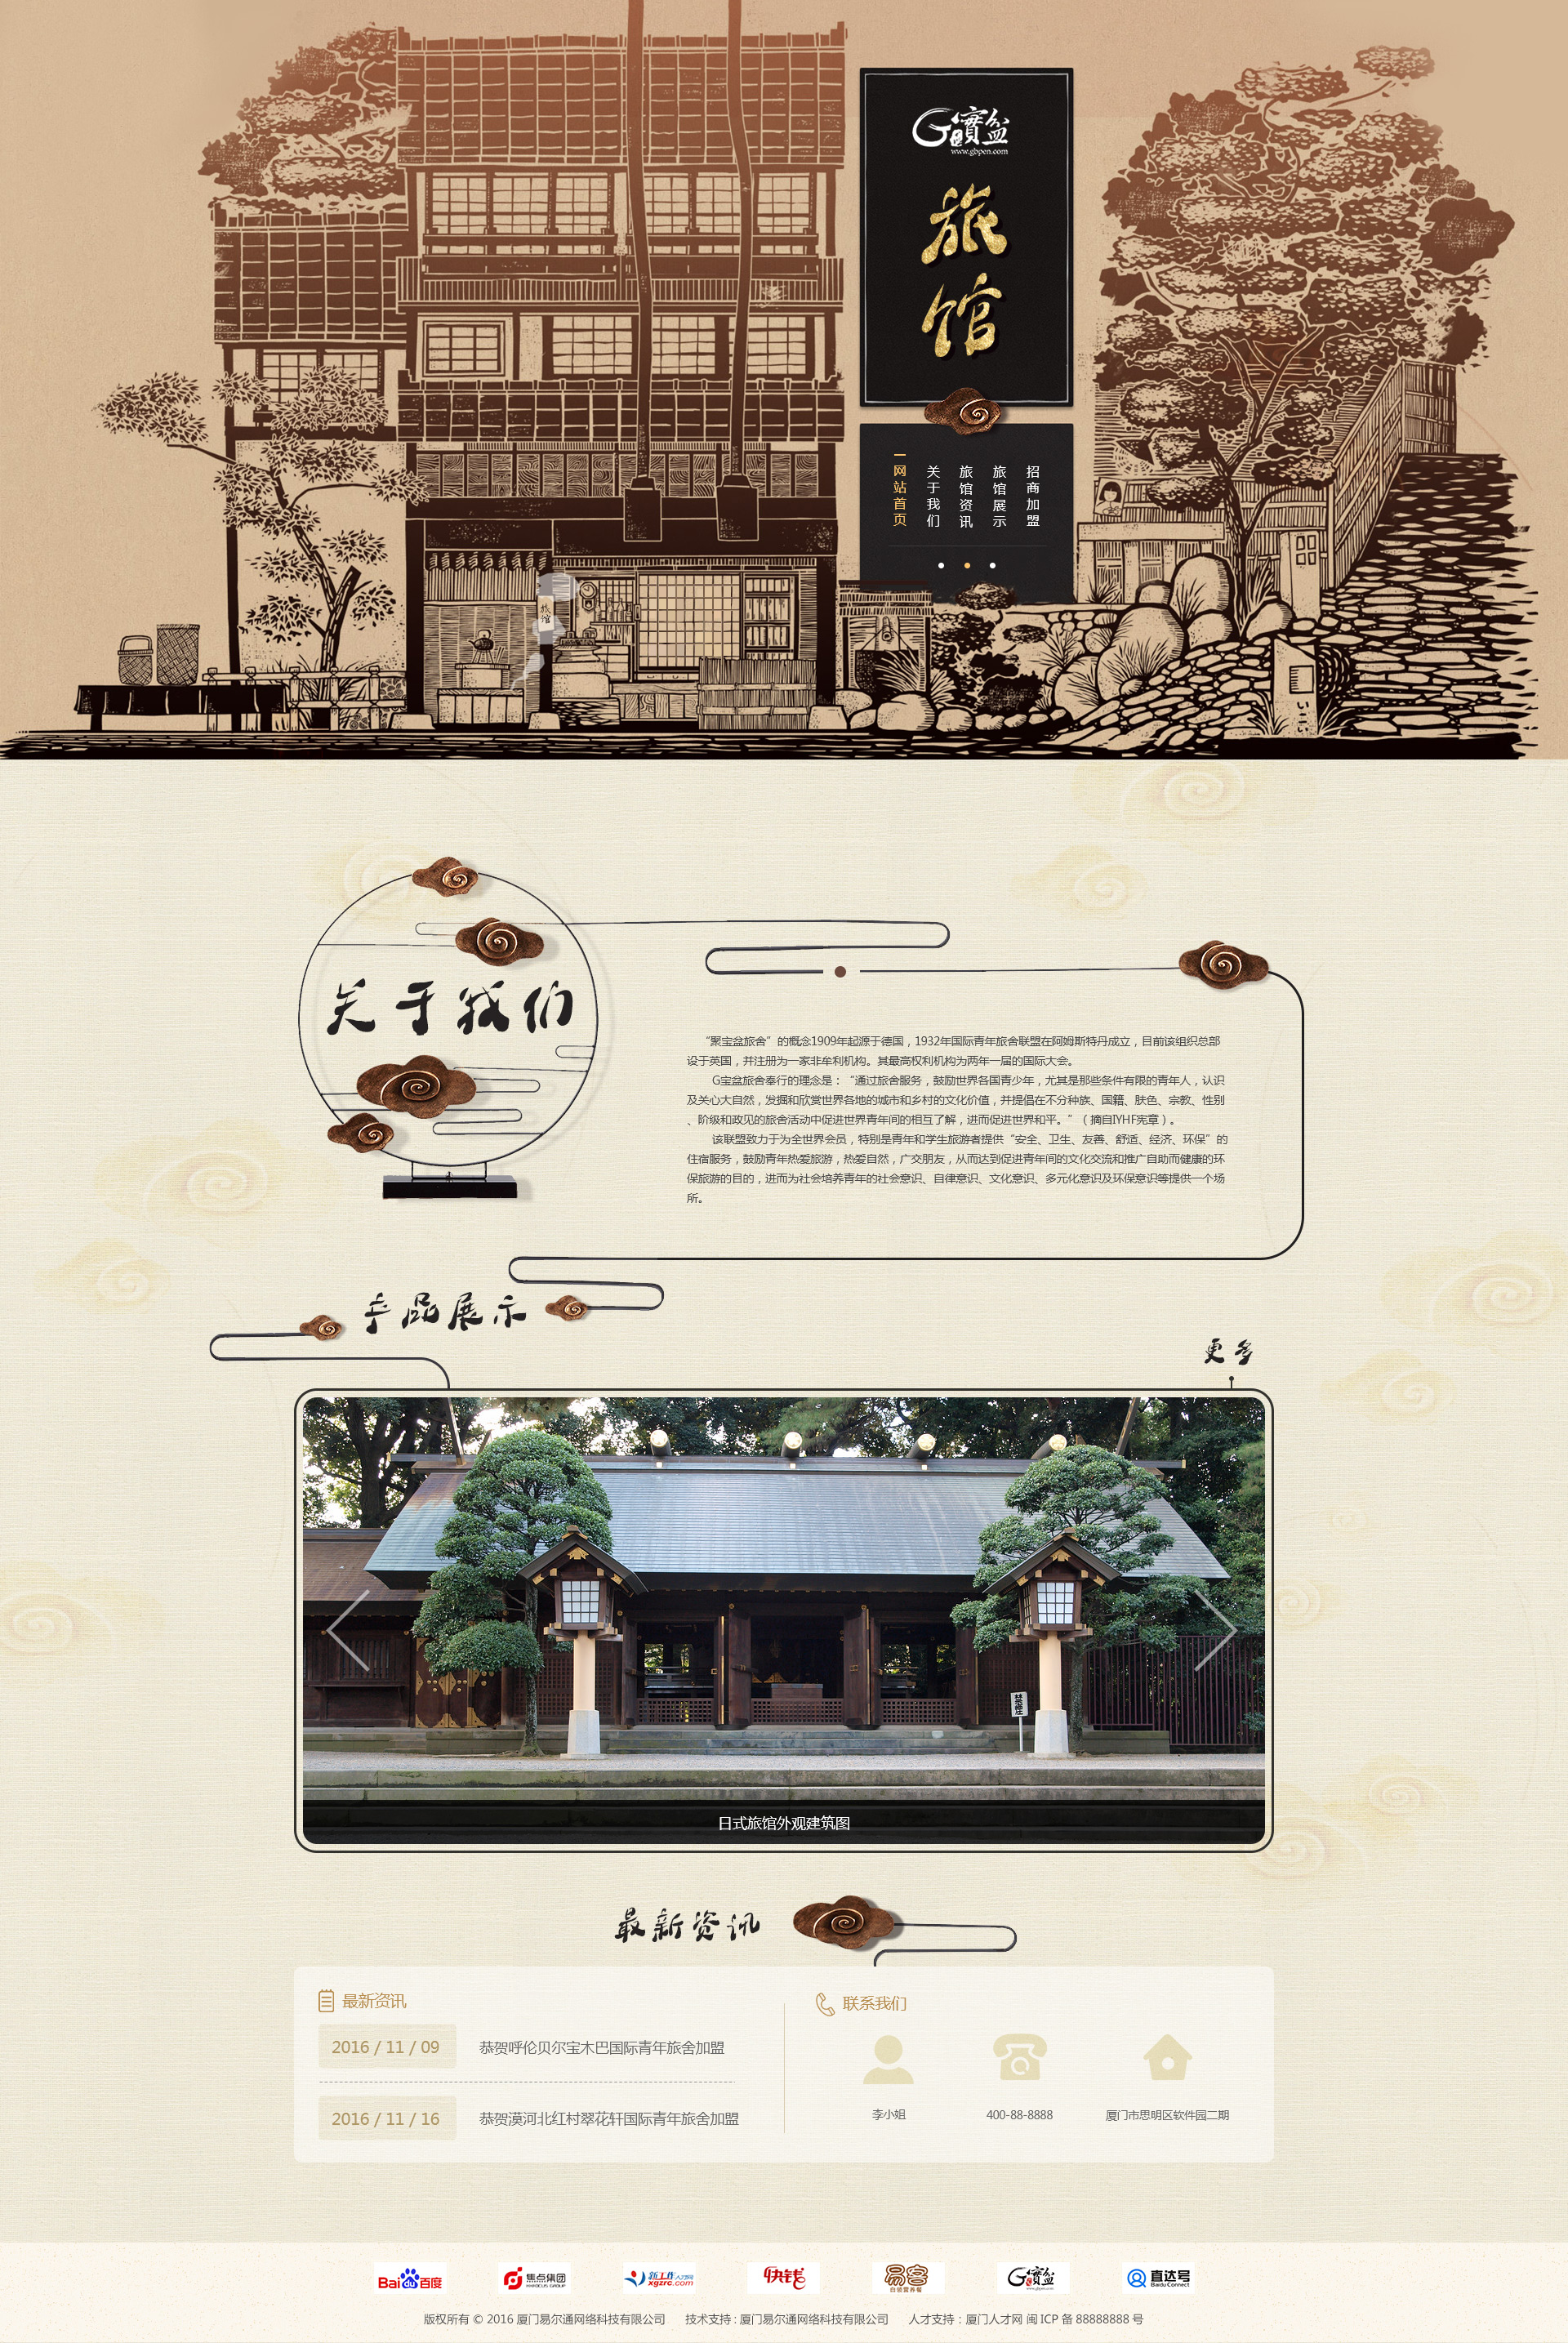 G宝寶盆
www.gbpen.com
旅
馆
网站首页
关于我们
旅馆资讯
旅馆展示
招商加盟
旅馆
关于我们
“聚宝盆旅舍”的概念1909年起源于德国，1932年国际青年旅舍联盟在阿姆斯特丹成立，目前该组织总部
设于英国，并注册为一家非牟利机构。其最高权利机构为两年一届的国际大会。
G宝盆旅舍奉行的理念是：“通过旅舍服务，鼓励世界各国青少年，尤其是那些条件有限的青年人，认识
及关心大自然，发掘和欣赏世界各地的城市和乡村的文化价值，并提倡在不分种族、国籍、肤色、宗教、性别
、阶级和政见的旅舍活动中促进世界青年间的相互了解，进而促进世界和平。”（摘自IYHF宪章）。
该联盟致力于为全世界会员，特别是青年和学生旅游者提供“安全、卫生、友善、舒适、经济、环保”的
住宿服务，鼓励青年热爱旅游，热爱自然，广交朋友，从而达到促进青年间的文化交流和推广自助而健康的环
保旅游的目的，进而为社会培养青年的社会意识、自律意识、文化意识、多元化意识及环保意识等提供一个场
所。
产品展示
更多
日式旅馆外观建筑图
最新资讯
最新资讯
2016 / 11 / 09 恭贺呼伦贝尔宝木巴国际青年旅舍加盟
2016 / 11 / 16 恭贺漠河北红村翠花轩国际青年旅舍加盟
联系我们
李小姐
400-88-8888
厦门市思明区软件园二期
Bai百度
焦点集团
新工作人才网
xgzrc.com
快钱
易客
白领营养餐
G寶盆
直达号
Baidu Connect
版权所有 © 2016 厦门易尔通网络科技有限公司 技术支持 : 厦门易尔通网络科技有限公司 人才支持：厦门人才网 闽 ICP 备 88888888 号